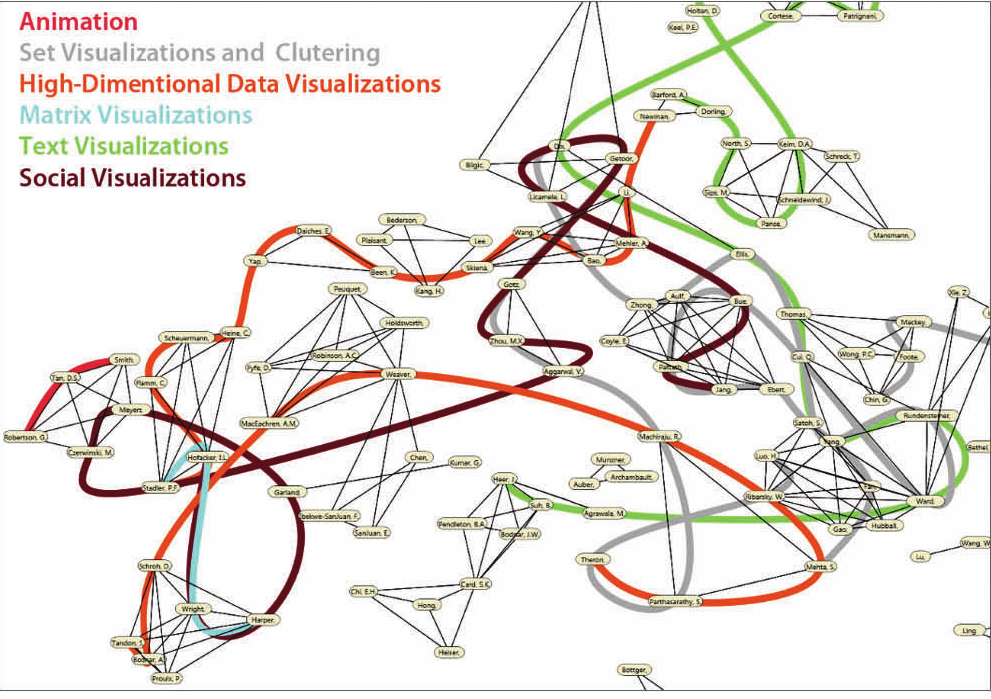 Animation
Set Visualizations and Clutering
High-Dimentional Data Visualizations
Matrix Visualizations
Text Visualizations
Social Visualizations
Holtan, D.
Keel, P.E.
Cortese,
Patrignani,
Barford, A.
Newman,
Dorling,
North, S.
Keim, D.A.
Schreck, T.
Bilgic,
Getoor,
Licamele, L.
Li,
Sips, M.
Schneidewind, J.
Panse,
Mansmann,
Bederson,
Daiches, E.
Plaisant,
Lee,
Wang, Y.
Mehler, A.
Yap,
Been, K.
Skiena,
Bao,
Ellis,
Kang, H.
Gotz,
Peuquet,
Zhong,
Auif,
Bue,
Thomas,
Xie, Z.
Holdsworth,
Mackey,
Scheuermann,
Heine, C.
Zhou, M.X.
Coyle, E.
Robinson, A.C.
Wong, P.C.
Foote,
Cui, Q.
Smith,
Fyfe, D.
Weaver,
Aggarwal, V.
Tan, D.S.
Hamm, C.
Jang,
Ebert,
Chin, G.
Meyers,
MacEachren, A.M.
Satoh, S.
Rundensteiner,
Robertson, G.
Machiraju, R.
Yang,
Czerwinski, M.
Hofacker, I.L.
Chen,
Kumar, G.
Munzner,
Luo, H.
Bethel,
Archambault,
Auber,
Stadler, P.F.
Garland,
Heer, J.
Ribarsky, W.
Ward,
Suh, B.
Agrawala, M.
Ibekwe-SanJuan, F.
Pendleton, B.A.
Gao,
Hubball,
SanJuan, E.
Bodnar, J.W.
Wang, W
Lu,
Theron,
Mehta, S.
Schroh, D.
Card, S.K.
Chi, E.H.
Parthasarathy, S.
Hong,
Wright,
Harper,
Ling
Tandon, S.
Bodnar, A.
Heiser,
Proulx, P.
Bottger,